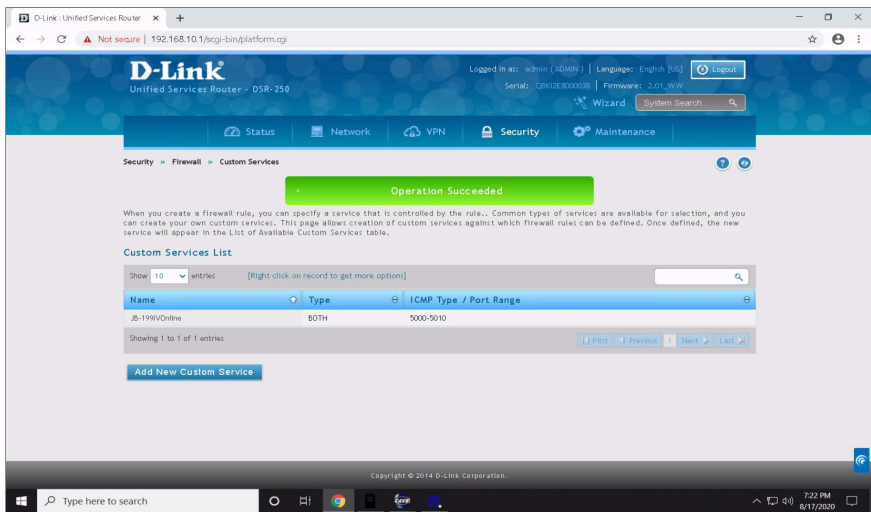 D-Link : Unified Services Router
Not secure | 192.168.10.1/scgi-bin/platform.cgi
D-Link
Unified Services Router - DSR-250
Logged in as: admin ( ADMIN ) | Language: English [US]
Logout
Serial: QBKI2E8000038 | Firmware: 2.01_WW
Wizard
System Search...
Status
Network
VPN
Security
Maintenance
Security » Firewall » Custom Services
Operation Succeeded
When you create a firewall rule, you can specify a service that is controlled by the rule.. Common types of services are available for selection, and you
can create your own custom services. This page allows creation of custom services against which firewall rules can be defined. Once defined, the new
service will appear in the List of Available Custom Services table.
Custom Services List
Show 10 entries [Right click on record to get more options]
Name Type ICMP Type / Port Range
JB-199IVOnline BOTH 5000-5010
Showing 1 to 1 of 1 entries
First Previous 1 Next Last
Add New Custom Service
Copyright © 2014 D-Link Corporation.
Type here to search
7:22 PM
8/17/2020